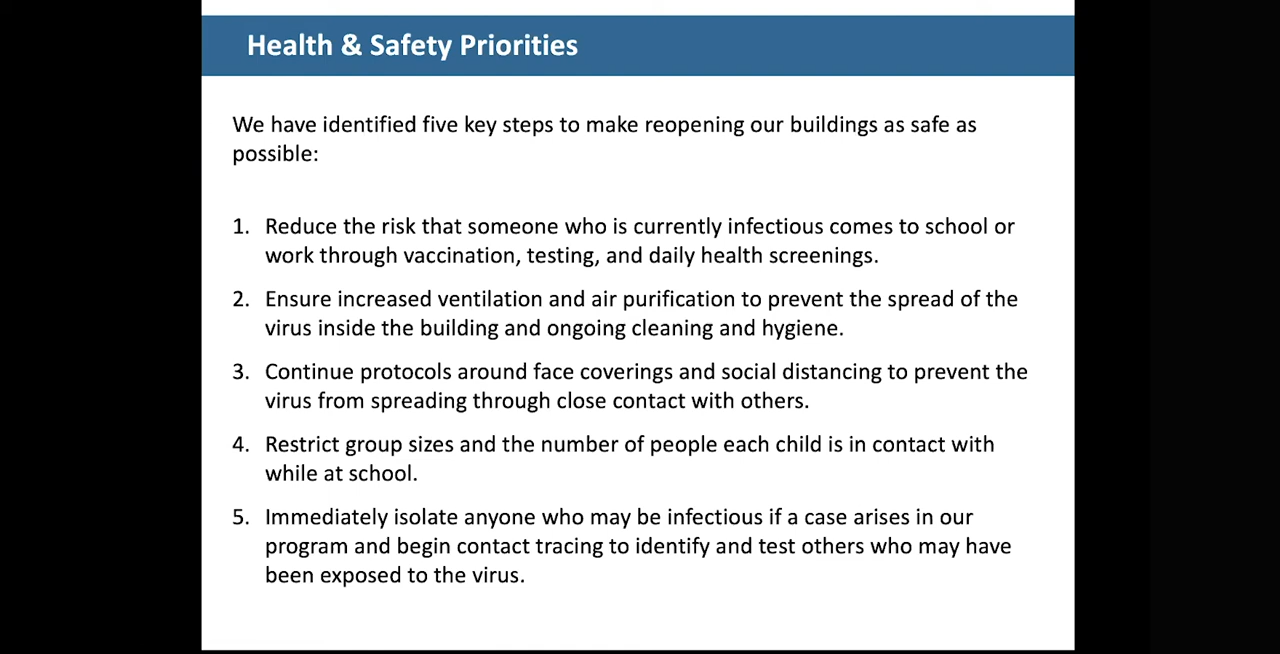 Health & Safety Priorities
We have identified five key steps to make reopening our buildings as safe as
possible:
1. Reduce the risk that someone who is currently infectious comes to school or
work through vaccination, testing, and daily health screenings.
2. Ensure increased ventilation and air purification to prevent the spread of the
virus inside the building and ongoing cleaning and hygiene.
3. Continue protocols around face coverings and social distancing to prevent the
virus from spreading through close contact with others.
4. Restrict group sizes and the number of people each child is in contact with
while at school.
5. Immediately isolate anyone who may be infectious if a case arises in our
program and begin contact tracing to identify and test others who may have
been exposed to the virus.